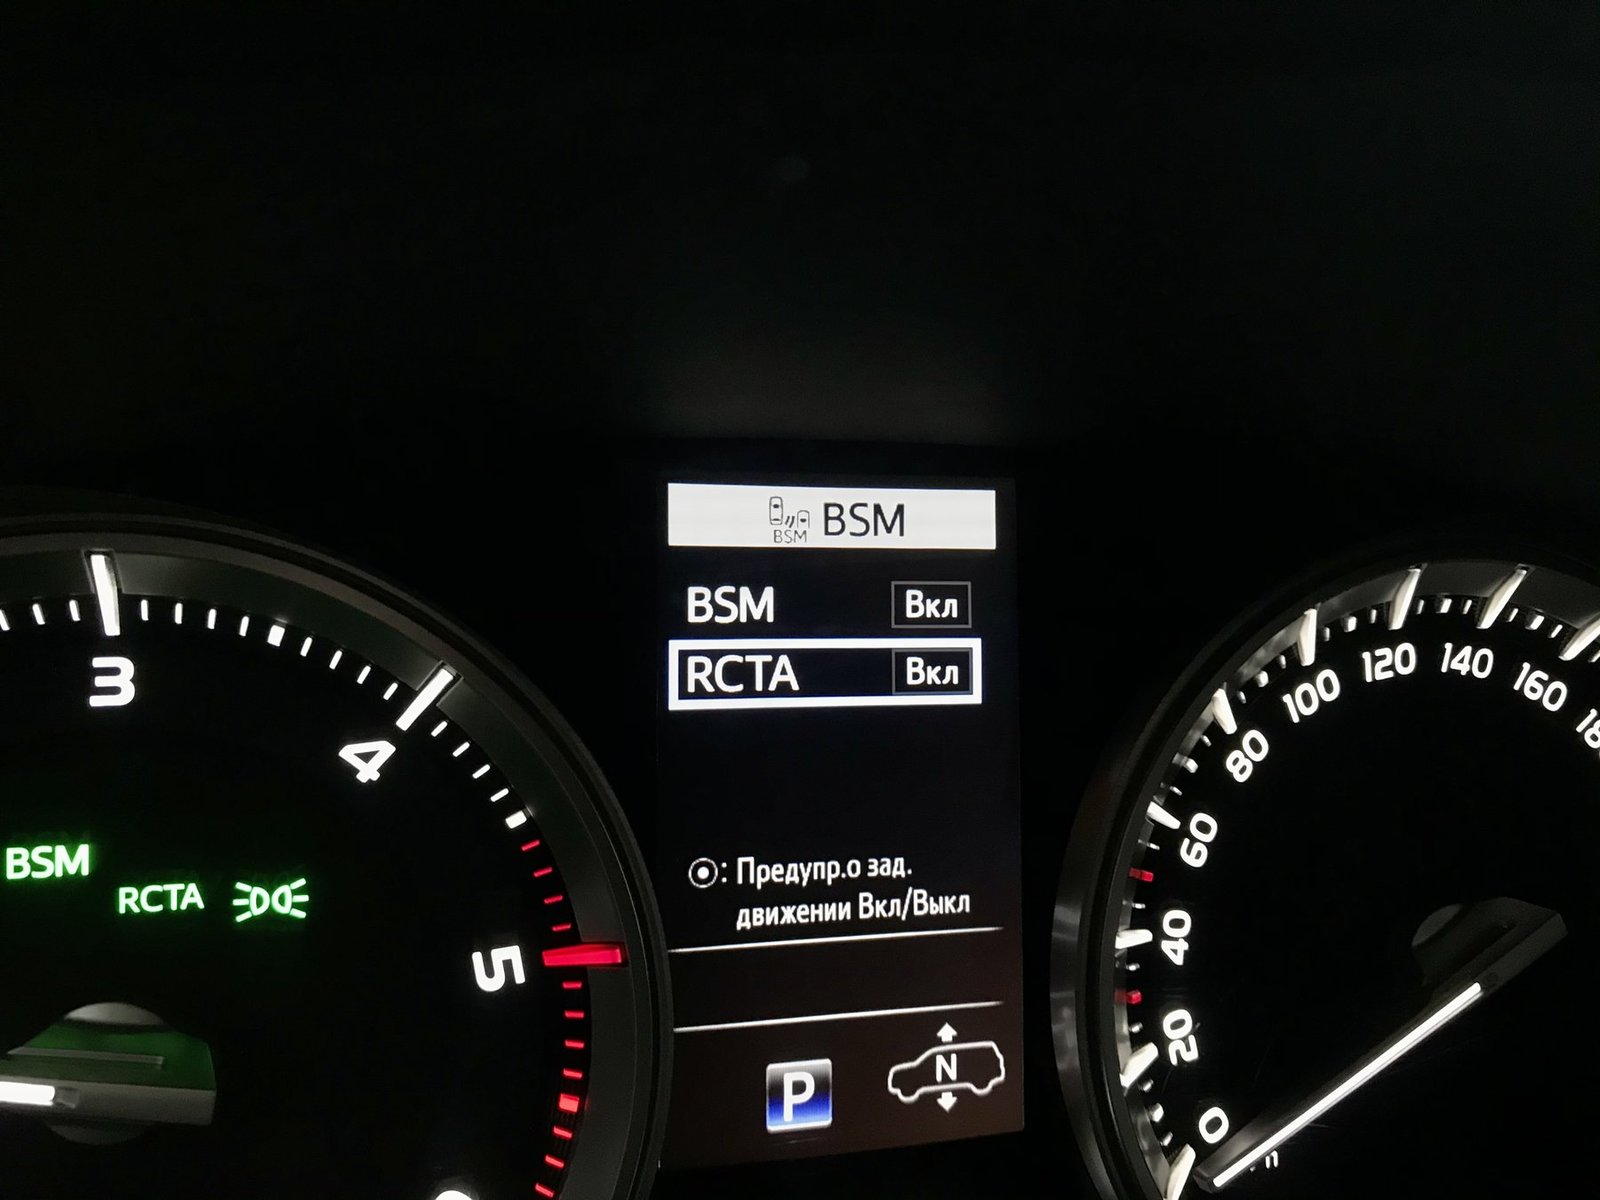 BSM BSM
BSM Вкл
RCTA Вкл
: Предупр.о зад.
движении Вкл/Выкл
P N
3
4
5
BSM
RCTA
0
20
40
60
80
100
120
140
160